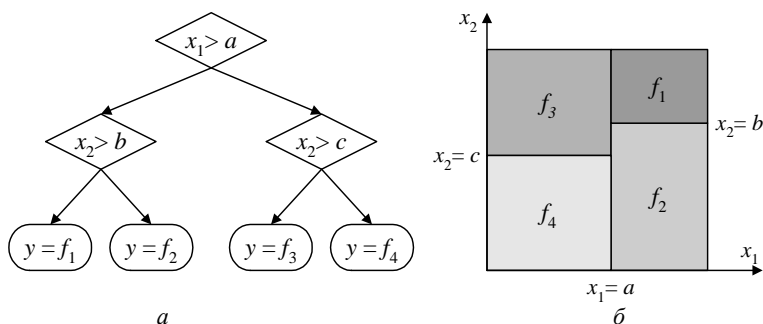 x₁ > a
x₂ > b
x₂ > c
y = f₁
y = f₂
y = f₃
y = f₄
а
x₂
f₃
f₁
x₂ = b
x₂ = c
f₄
f₂
x₁
x₁ = a
б